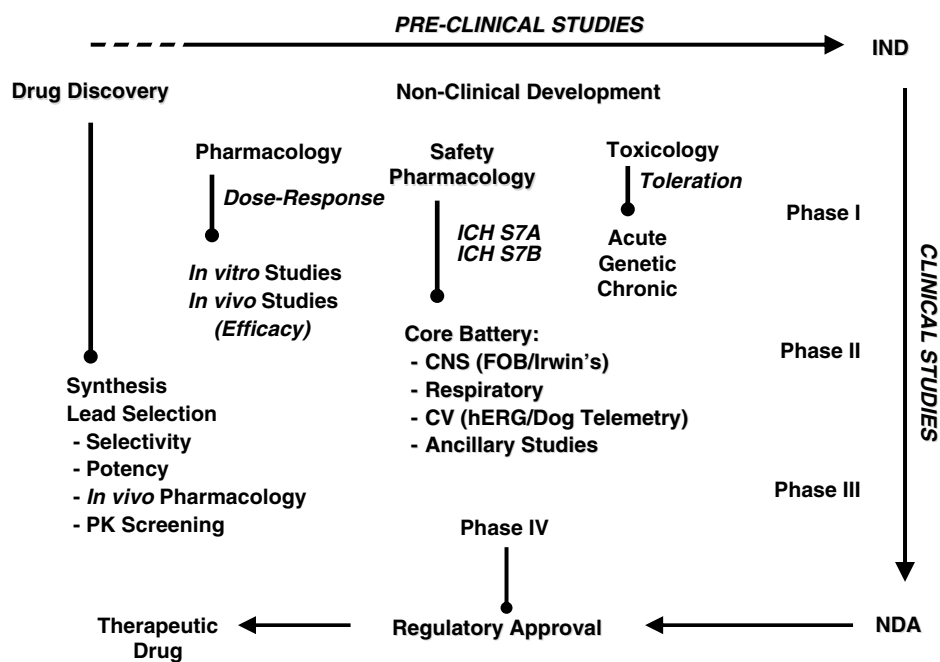 PRE-CLINICAL STUDIES
IND
Drug Discovery
Non-Clinical Development
Pharmacology
Dose-Response
In vitro Studies
In vivo Studies
(Efficacy)
Safety
Pharmacology
ICH S7A
ICH S7B
Core Battery:
- CNS (FOB/Irwin's)
- Respiratory
- CV (hERG/Dog Telemetry)
- Ancillary Studies
Toxicology
Toleration
Acute
Genetic
Chronic
Synthesis
Lead Selection
- Selectivity
- Potency
- In vivo Pharmacology
- PK Screening
Phase I
Phase II
Phase III
CLINICAL STUDIES
Phase IV
Therapeutic
Drug
Regulatory Approval
NDA